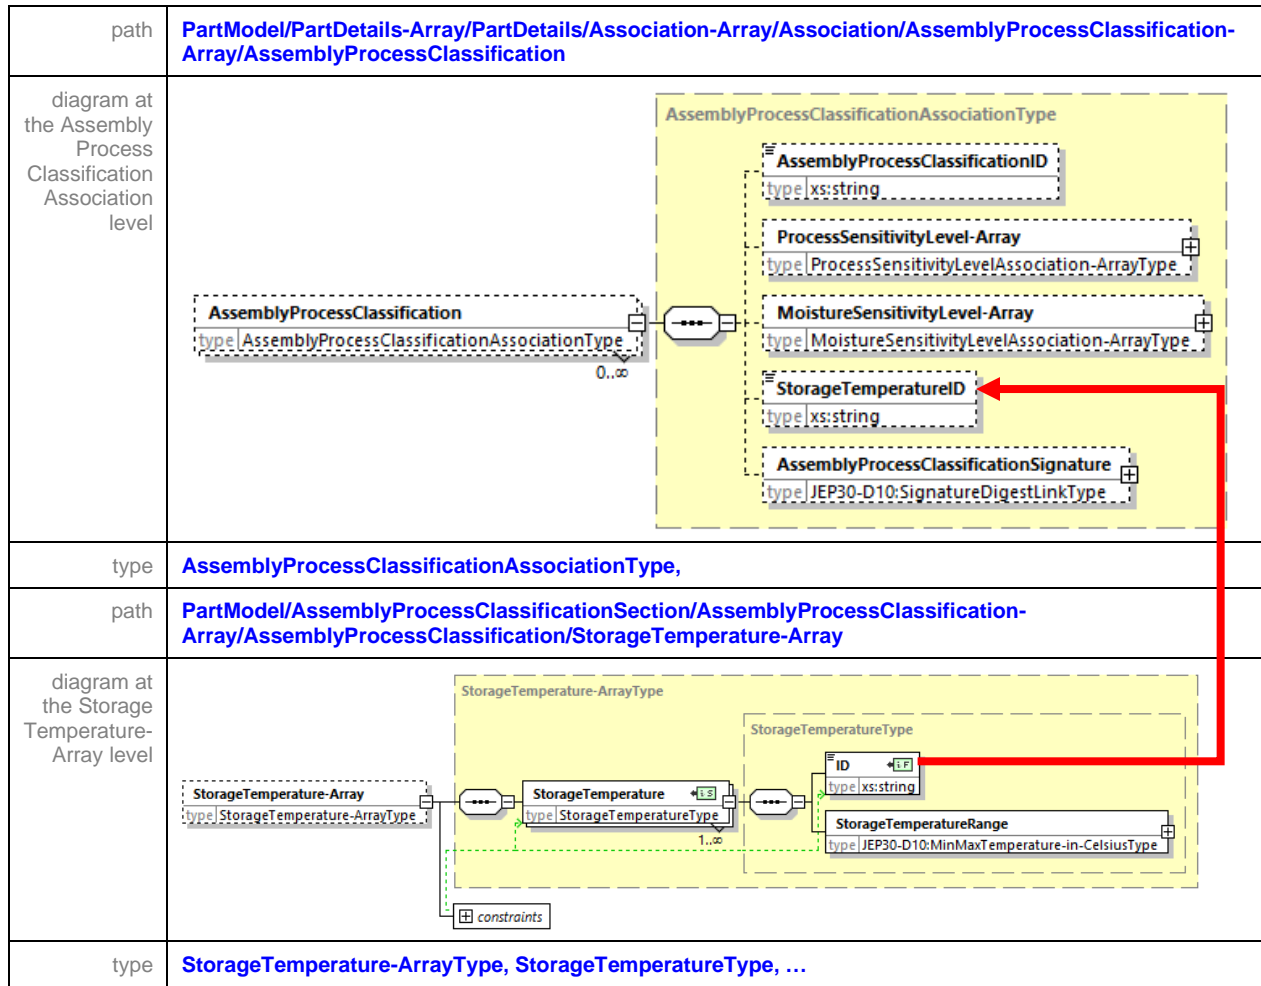 path
PartModel/PartDetails-Array/PartDetails/Association-Array/Association/AssemblyProcessClassification-
Array/AssemblyProcessClassification
diagram at
the Assembly
Process
Classification
Association
level
AssemblyProcessClassificationAssociationType
AssemblyProcessClassificationID
type xs:string
ProcessSensitivityLevel-Array
type ProcessSensitivityLevelAssociation-ArrayType
AssemblyProcessClassification
type AssemblyProcessClassificationAssociationType
0..∞
MoistureSensitivityLevel-Array
type MoistureSensitivityLevelAssociation-ArrayType
StorageTemperatureID
type xs:string
AssemblyProcessClassificationSignature
type JEP30-D10:SignatureDigestLinkType
type
AssemblyProcessClassificationAssociationType,
path
PartModel/AssemblyProcessClassificationSection/AssemblyProcessClassification-
Array/AssemblyProcessClassification/StorageTemperature-Array
diagram at
the Storage
Temperature-
Array level
StorageTemperature-ArrayType
StorageTemperatureType
ID iF
type xs:string
StorageTemperature-Array
type StorageTemperature-ArrayType
StorageTemperature iS
type StorageTemperatureType
1..∞
StorageTemperatureRange
type JEP30-D10:MinMaxTemperature-in-CelsiusType
constraints
type
StorageTemperature-ArrayType, StorageTemperatureType, …